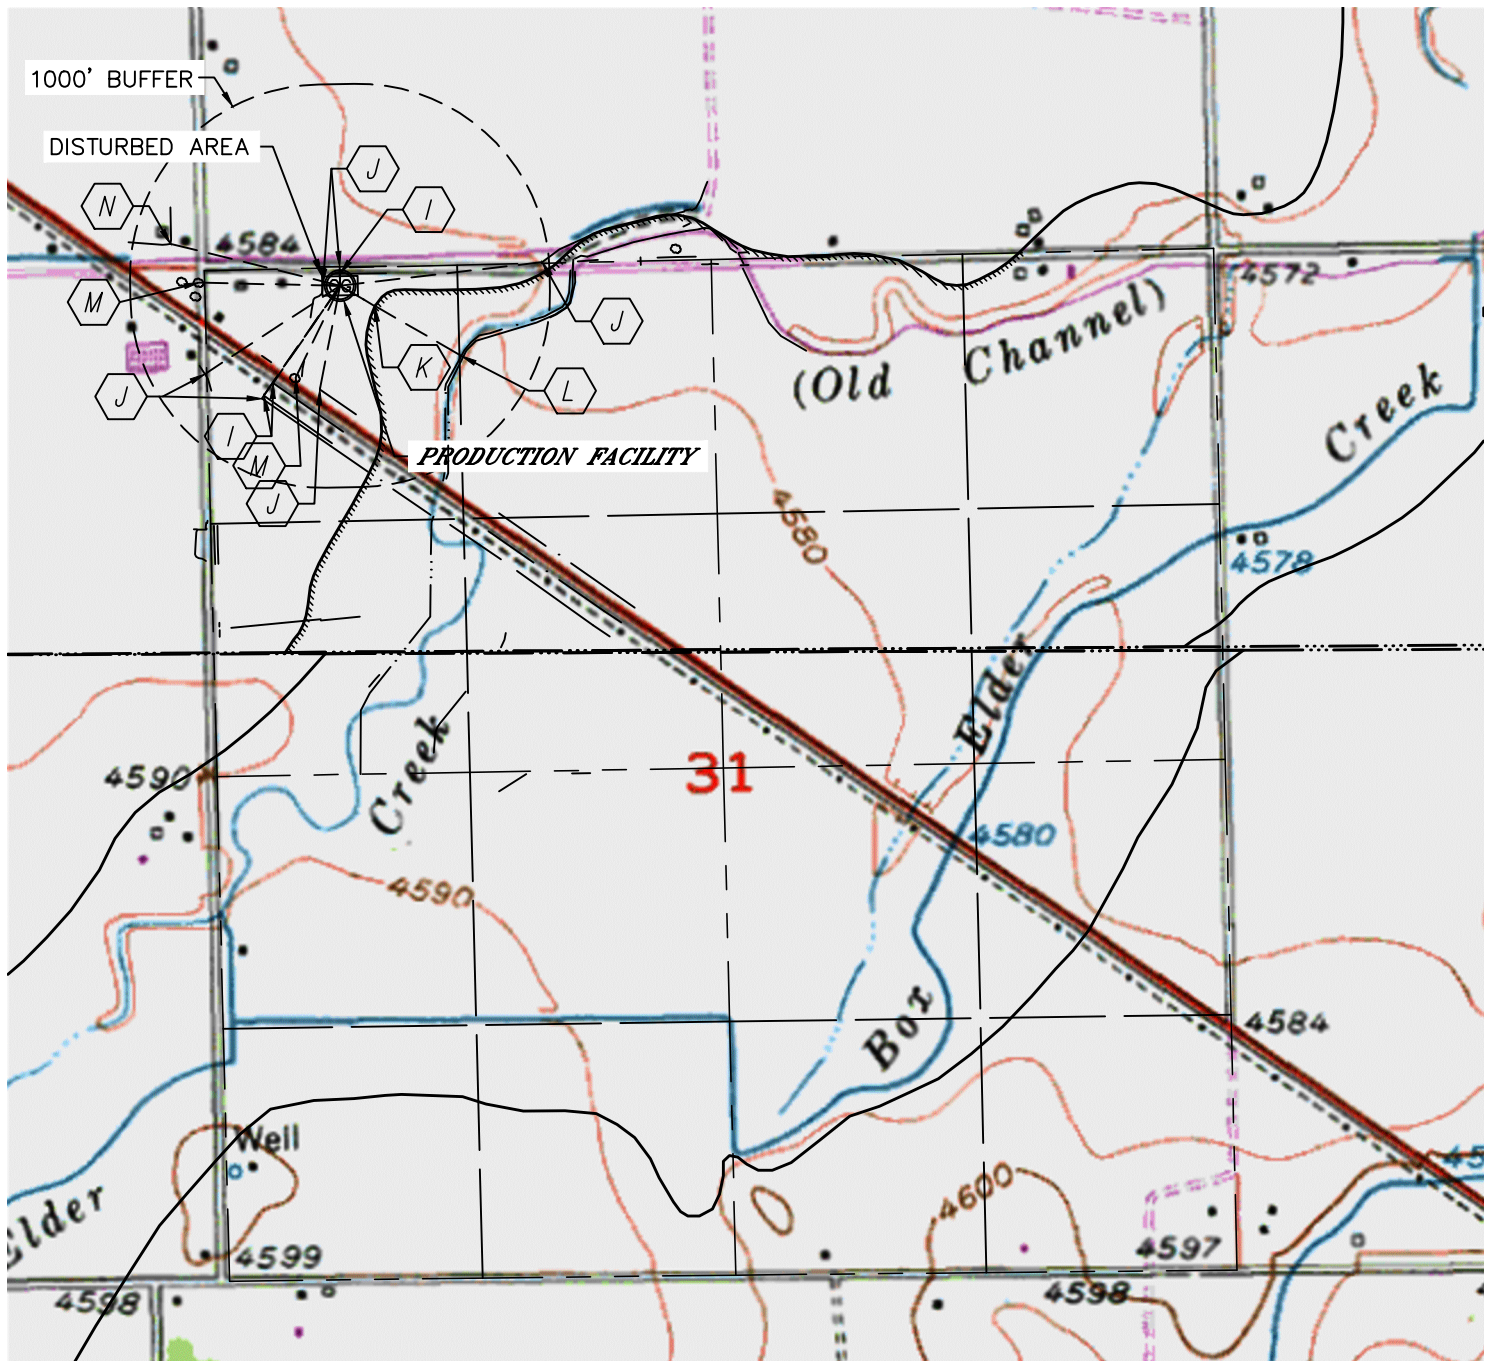 1000' BUFFER
DISTURBED AREA
J
N
I
4584
M
4572
J
(Old Channel)
K
J
L
Creek
I
M
PRODUCTION FACILITY
J
4580
4578
Elder
Creek
4590
31
4580
4590
Box
4584
Well
4600
Elder
4599
4597
4598
4598